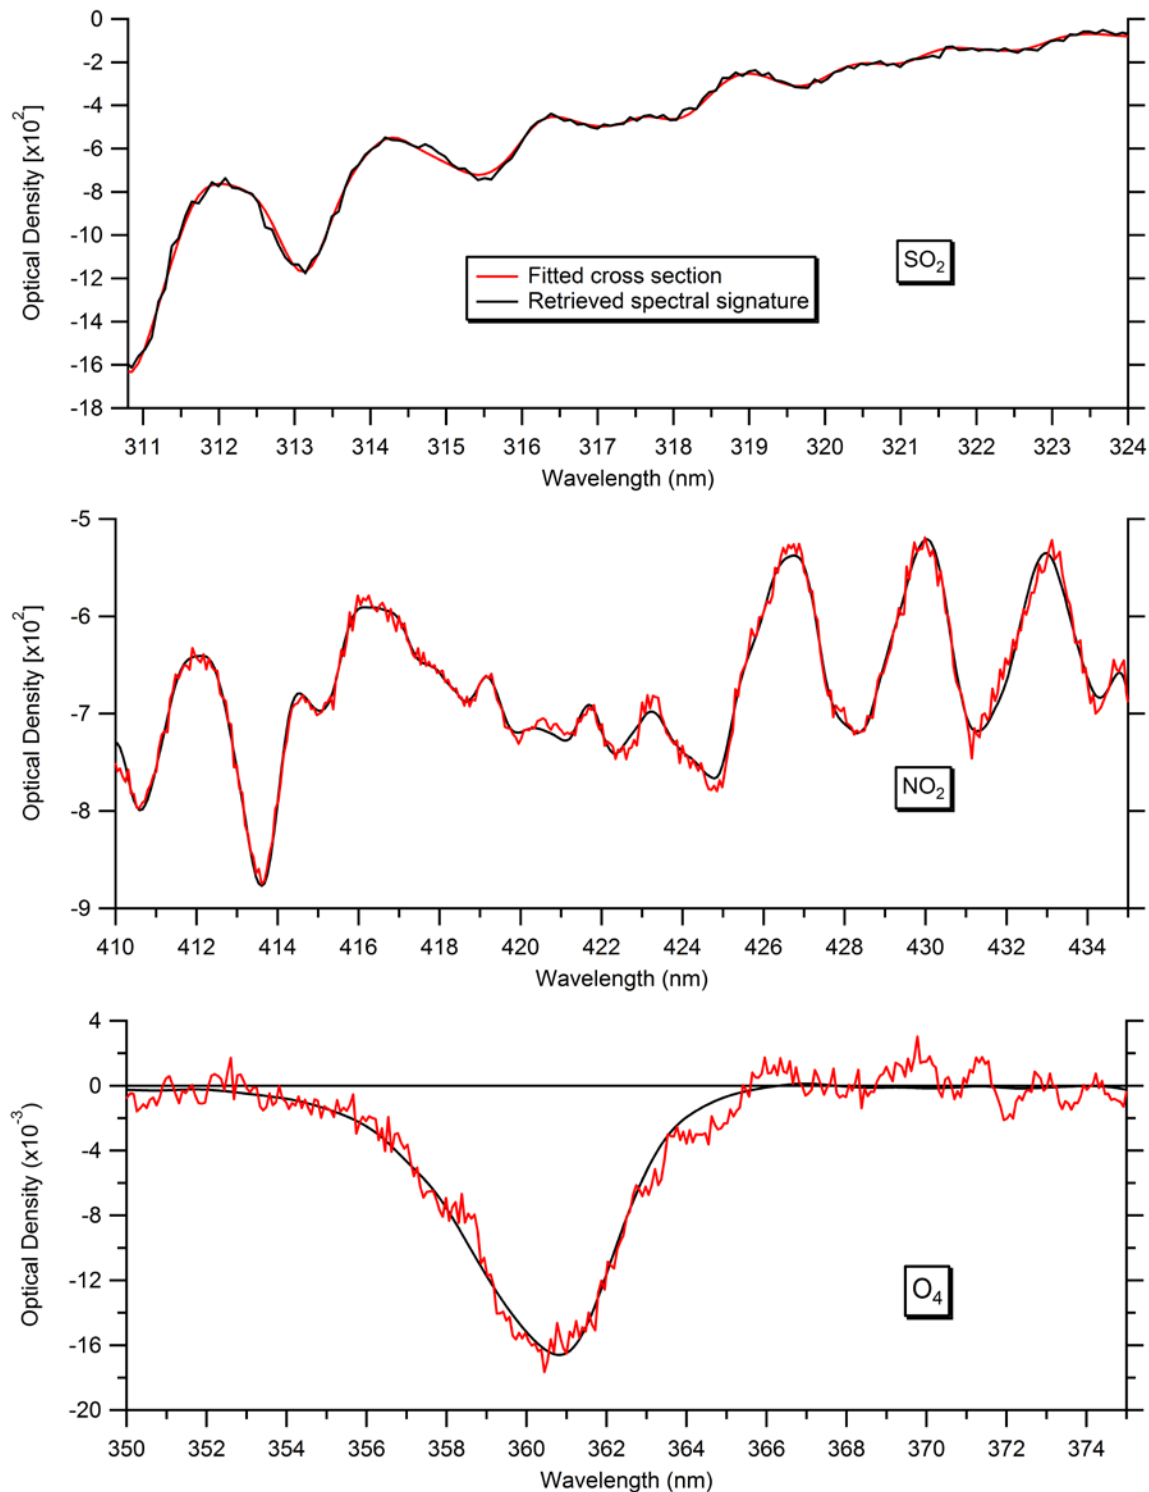 0
-2
-4
-6
-8
-10
-12
-14
-16
-18
Optical Density [x10²]
Fitted cross section
Retrieved spectral signature
SO₂
311 312 313 314 315 316 317 318 319 320 321 322 323 324
Wavelength (nm)
-5
-6
-7
-8
-9
Optical Density [x10²]
NO₂
410 412 414 416 418 420 422 424 426 428 430 432 434
Wavelength (nm)
4
0
-4
-8
-12
-16
-20
Optical Density (x10⁻³)
O₄
350 352 354 356 358 360 362 364 366 368 370 372 374
Wavelength (nm)